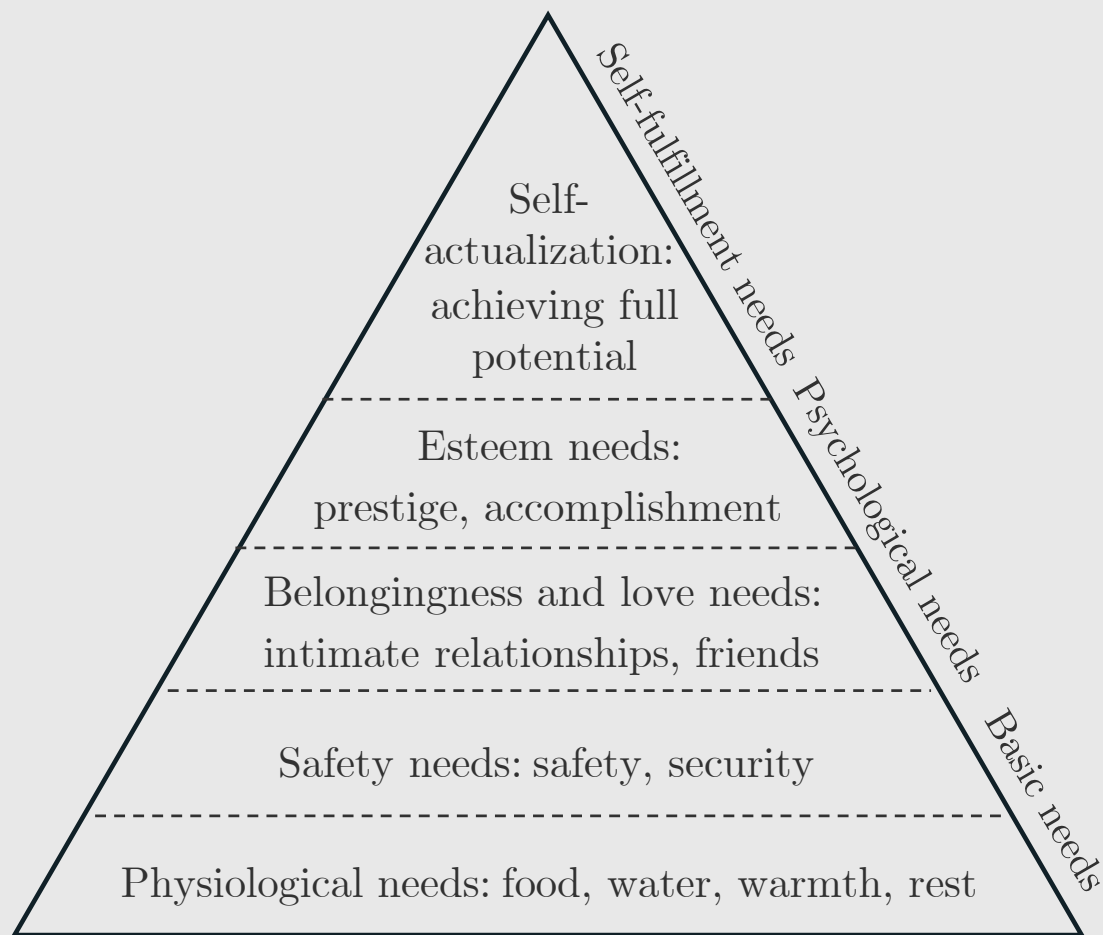 Self-
actualization:
achieving full
potential
Esteem needs:
prestige, accomplishment
Belongingness and love needs:
intimate relationships, friends
Safety needs: safety, security
Physiological needs: food, water, warmth, rest
Self-fulfillment needs
Psychological needs
Basic needs